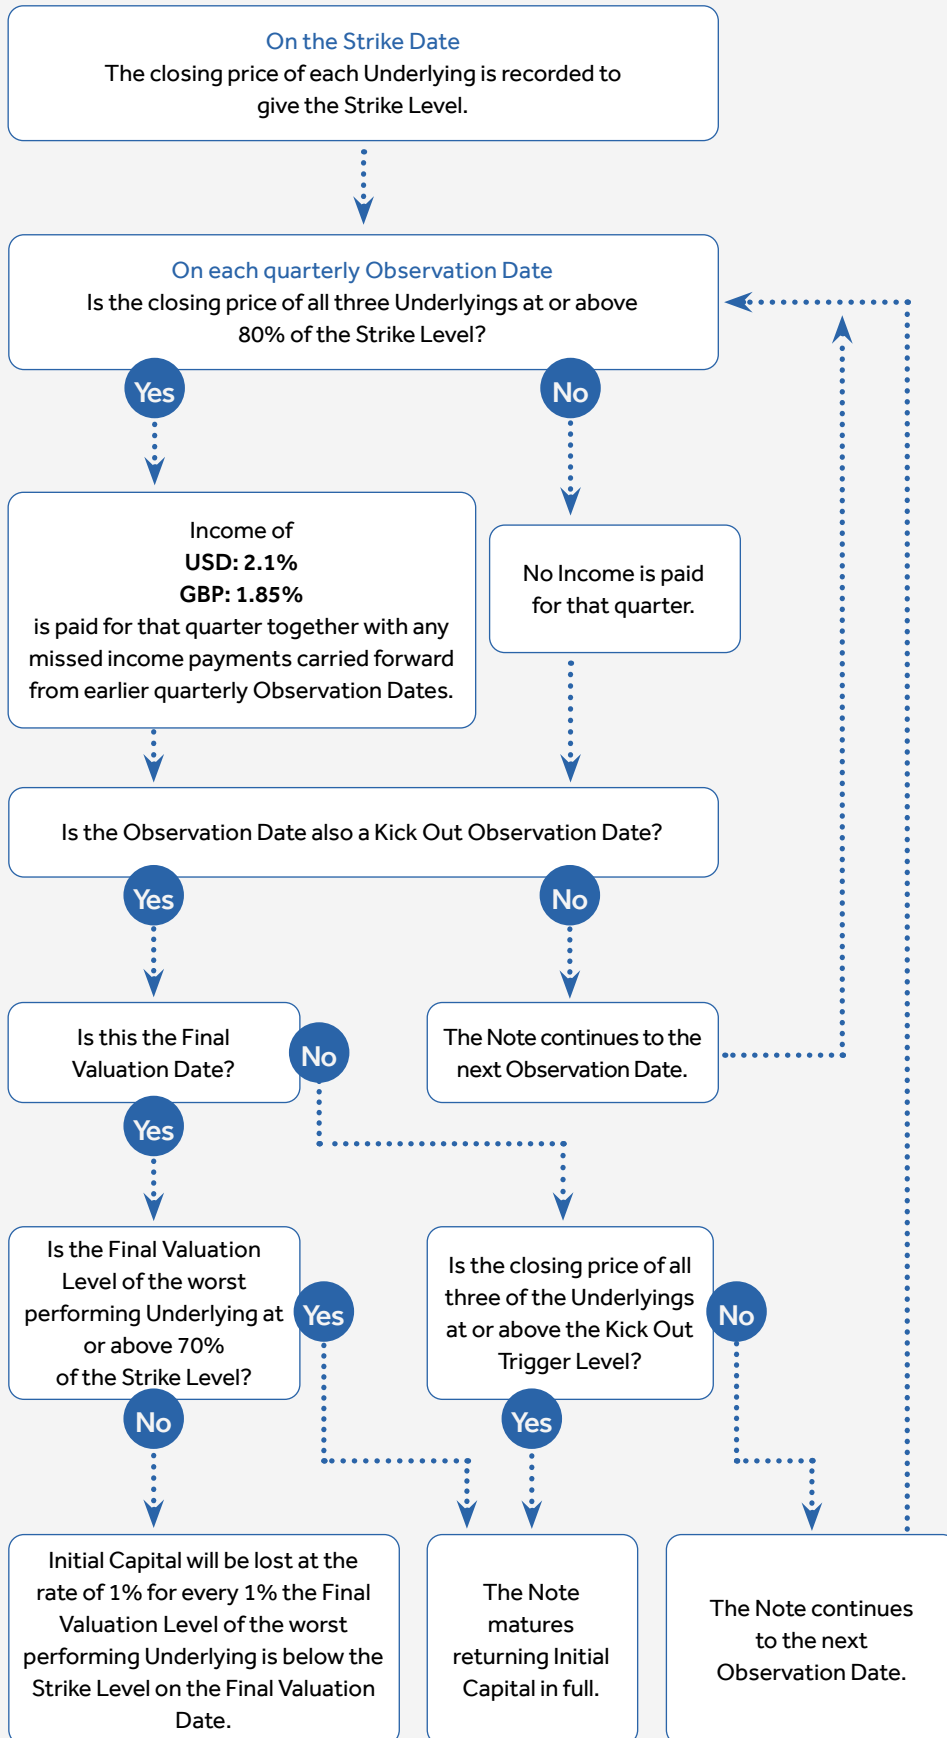 On the Strike Date
The closing price of each Underlying is recorded to
give the Strike Level.
On each quarterly Observation Date
Is the closing price of all three Underlyings at or above
80% of the Strike Level?
Yes
No
Income of
USD: 2.1%
GBP: 1.85%
is paid for that quarter together with any
missed income payments carried forward
from earlier quarterly Observation Dates.
No Income is paid
for that quarter.
Is the Observation Date also a Kick Out Observation Date?
Yes
No
Is this the Final
Valuation Date?
No
The Note continues to the
next Observation Date.
Yes
Is the Final Valuation
Level of the worst
performing Underlying at
or above 70%
of the Strike Level?
Yes
Is the closing price of all
three of the Underlyings
at or above the Kick Out
Trigger Level?
No
No
Yes
Initial Capital will be lost at the
rate of 1% for every 1% the Final
Valuation Level of the worst
performing Underlying is below the
Strike Level on the Final Valuation
Date.
The Note
matures
returning Initial
Capital in full.
The Note continues
to the next
Observation Date.